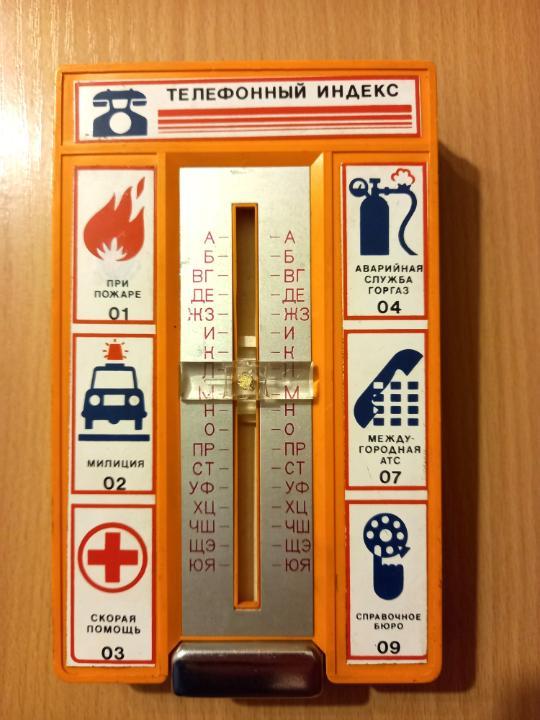 ТЕЛЕФОННЫЙ ИНДЕКС
ПРИ
ПОЖАРЕ
01
МИЛИЦИЯ
02
СКОРАЯ
ПОМОЩЬ
03
А А
Б Б
ВГ ВГ
ДЕ ДЕ
ЖЗ ЖЗ
И И
К К
Л Л
М М
Н Н
О О
ПР ПР
СТ СТ
УФ УФ
ХЦ ХЦ
ЧШ ЧШ
ЩЭ ЩЭ
ЮЯ ЮЯ
АВАРИЙНАЯ
СЛУЖБА
ГОРГАЗ
04
МЕЖДУ-
ГОРОДНАЯ
АТС
07
СПРАВОЧНОЕ
БЮРО
09